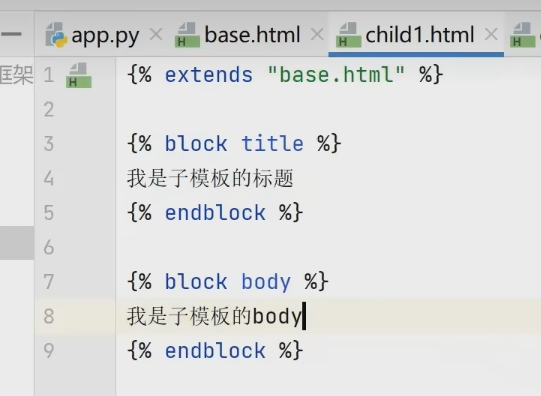 app.py base.html child1.html
框架
1 {% extends "base.html" %}
2
3 {% block title %}
4 我是子模板的标题
5 {% endblock %}
6
7 {% block body %}
8 我是子模板的body
9 {% endblock %}